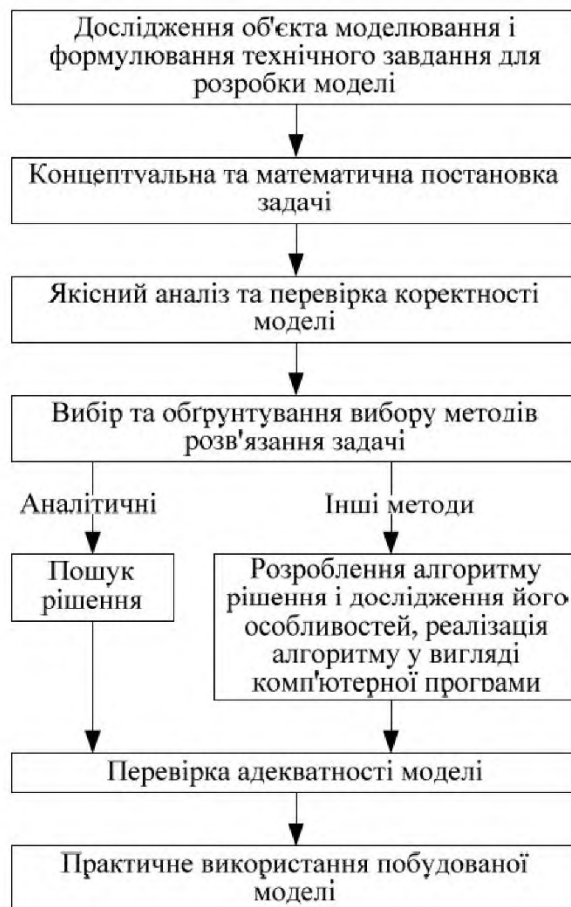 Дослідження об'єкта моделювання і
формулювання технічного завдання для
розробки моделі
Концептуальна та математична постановка
задачі
Якісний аналіз та перевірка коректності
моделі
Вибір та обґрунтування вибору методів
розв'язання задачі
Аналітичні
Інші методи
Пошук
рішення
Розроблення алгоритму
рішення і дослідження його
особливостей, реалізація
алгоритму у вигляді
комп'ютерної програми
Перевірка адекватності моделі
Практичне використання побудованої
моделі